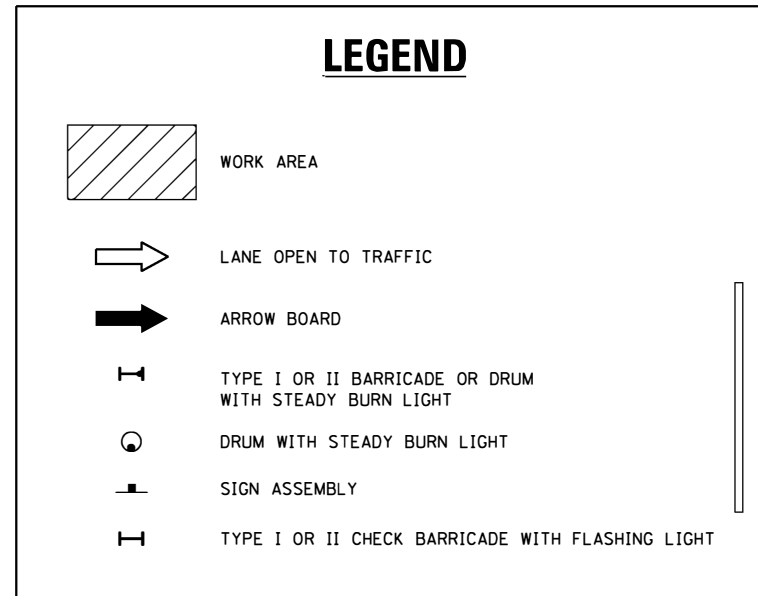 LEGEND
WORK AREA
LANE OPEN TO TRAFFIC
ARROW BOARD
TYPE I OR II BARRICADE OR DRUM
WITH STEADY BURN LIGHT
DRUM WITH STEADY BURN LIGHT
SIGN ASSEMBLY
TYPE I OR II CHECK BARRICADE WITH FLASHING LIGHT